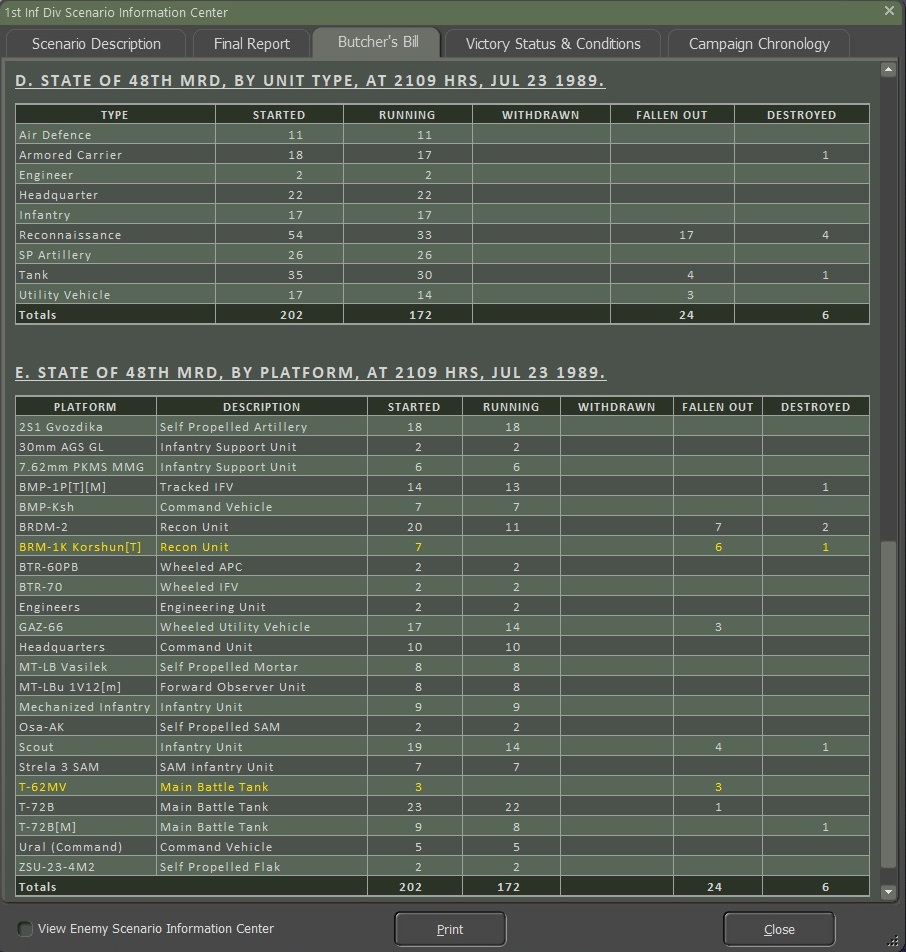 1st Inf Div Scenario Information Center
Scenario Description Final Report Butcher's Bill Victory Status & Conditions Campaign Chronology
D. STATE OF 48TH MRD, BY UNIT TYPE, AT 2109 HRS, JUL 23 1989.
TYPE STARTED RUNNING WITHDRAWN FALLEN OUT DESTROYED
Air Defence 11 11
Armored Carrier 18 17 1
Engineer 2 2
Headquarter 22 22
Infantry 17 17
Reconnaissance 54 33 17 4
SP Artillery 26 26
Tank 35 30 4 1
Utility Vehicle 17 14 3
Totals 202 172 24 6
E. STATE OF 48TH MRD, BY PLATFORM, AT 2109 HRS, JUL 23 1989.
PLATFORM DESCRIPTION STARTED RUNNING WITHDRAWN FALLEN OUT DESTROYED
2S1 Gvozdika Self Propelled Artillery 18 18
30mm AGS GL Infantry Support Unit 2 2
7.62mm PKMS MMG Infantry Support Unit 6 6
BMP-1P[T][M] Tracked IFV 14 13 1
BMP-Ksh Command Vehicle 7 7
BRDM-2 Recon Unit 20 11 7 2
BRM-1K Korshun[T] Recon Unit 7 6 1
BTR-60PB Wheeled APC 2 2
BTR-70 Wheeled IFV 2 2
Engineers Engineering Unit 2 2
GAZ-66 Wheeled Utility Vehicle 17 14 3
Headquarters Command Unit 10 10
MT-LB Vasilek Self Propelled Mortar 8 8
MT-LBu 1V12[m] Forward Observer Unit 8 8
Mechanized Infantry Infantry Unit 9 9
Osa-AK Self Propelled SAM 2 2
Scout Infantry Unit 19 14 4 1
Strela 3 SAM SAM Infantry Unit 7 7
T-62MV Main Battle Tank 3 3
T-72B Main Battle Tank 23 22 1
T-72B[M] Main Battle Tank 9 8 1
Ural (Command) Command Vehicle 5 5
ZSU-23-4M2 Self Propelled Flak 2 2
Totals 202 172 24 6
View Enemy Scenario Information Center Print Close